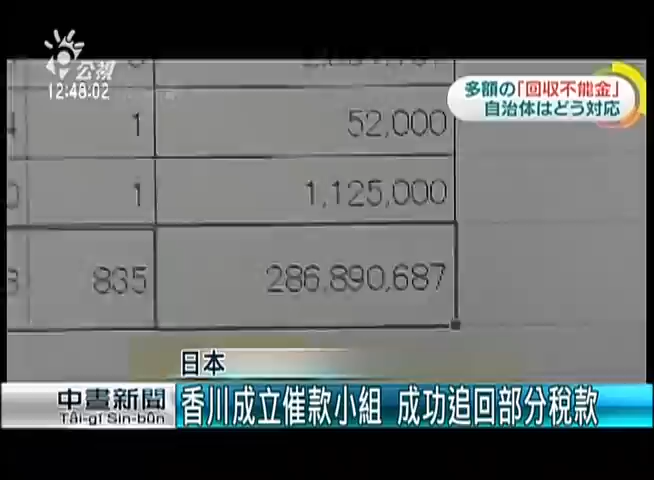 公視
12:48:02
多額の「回収不能金」
自治体はどう対応
1 52,000
0 1 1,125,000
835 286,890,687
日本
中晝新聞
Tâi-gí Sin-bûn
香川成立催款小組 成功追回部分稅款